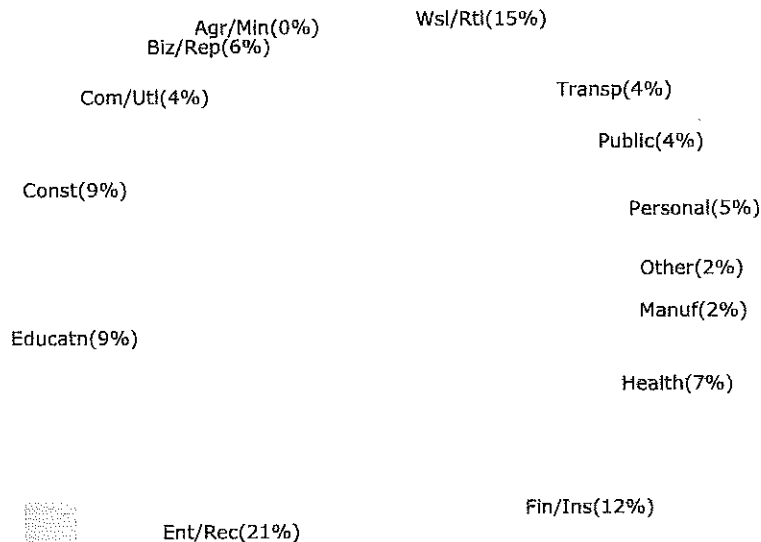 Wsl/Rtl(15%)
Agr/Min(0%)
Biz/Rep(6%)
Com/Utl(4%)
Transp(4%)
Public(4%)
Const(9%)
Personal(5%)
Other(2%)
Manuf(2%)
Educatn(9%)
Health(7%)
Fin/Ins(12%)
Ent/Rec(21%)